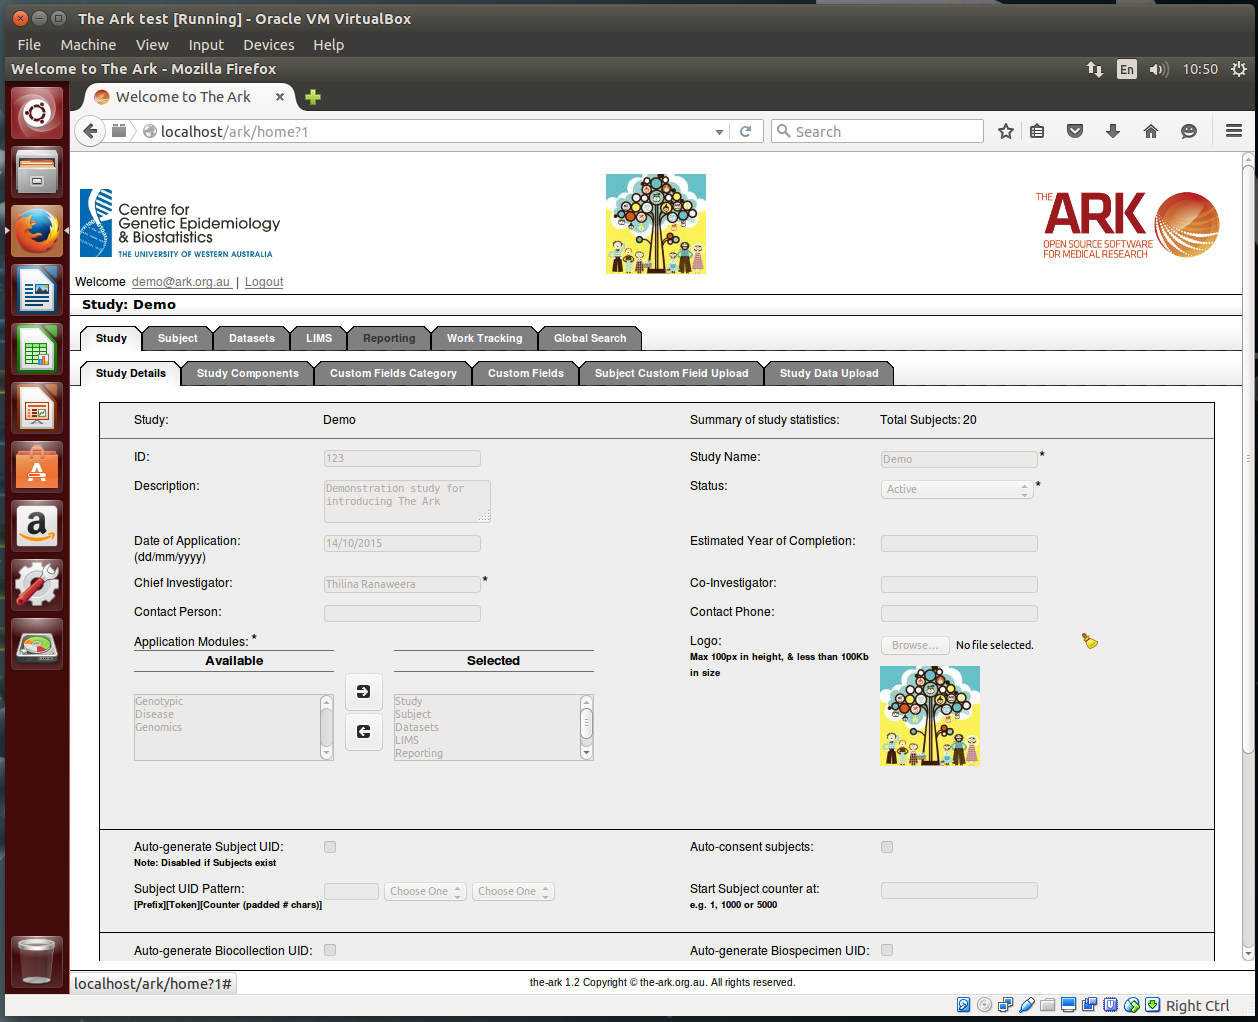 The Ark test [Running] - Oracle VM VirtualBox
File Machine View Input Devices Help
Welcome to The Ark - Mozilla Firefox
En 10:50
Welcome to The Ark
localhost/ark/home?1
Search
Centre for
Genetic Epidemiology
& Biostatistics
THE UNIVERSITY OF WESTERN AUSTRALIA
THE
ARK
OPEN SOURCE SOFTWARE
FOR MEDICAL RESEARCH
Welcome demo@ark.org.au | Logout
Study: Demo
Study Subject Datasets LIMS Reporting Work Tracking Global Search
Study Details Study Components Custom Fields Category Custom Fields Subject Custom Field Upload Study Data Upload
Study: Demo Summary of study statistics: Total Subjects: 20
ID: 123 Study Name: Demo *
Description: Demonstration study for
introducing The Ark
Status: Active *
Date of Application: 14/10/2015 Estimated Year of Completion:
(dd/mm/yyyy)
Chief Investigator: Thilina Ranaweera * Co-Investigator:
Contact Person: Contact Phone:
Application Modules: * Logo: Browse... No file selected.
Max 100px in height, & less than 100Kb
in size
Available Selected
Genotypic Study
Disease Subject
Genomics Datasets
LIMS
Reporting
Auto-generate Subject UID: Auto-consent subjects:
Note: Disabled if Subjects exist
Subject UID Pattern: Choose One Choose One Start Subject counter at:
[Prefix][Token][Counter (padded # chars)] e.g. 1, 1000 or 5000
Auto-generate Biocollection UID: Auto-generate Biospecimen UID:
localhost/ark/home?1#
the-ark 1.2 Copyright © the-ark.org.au. All rights reserved.
Right Ctrl